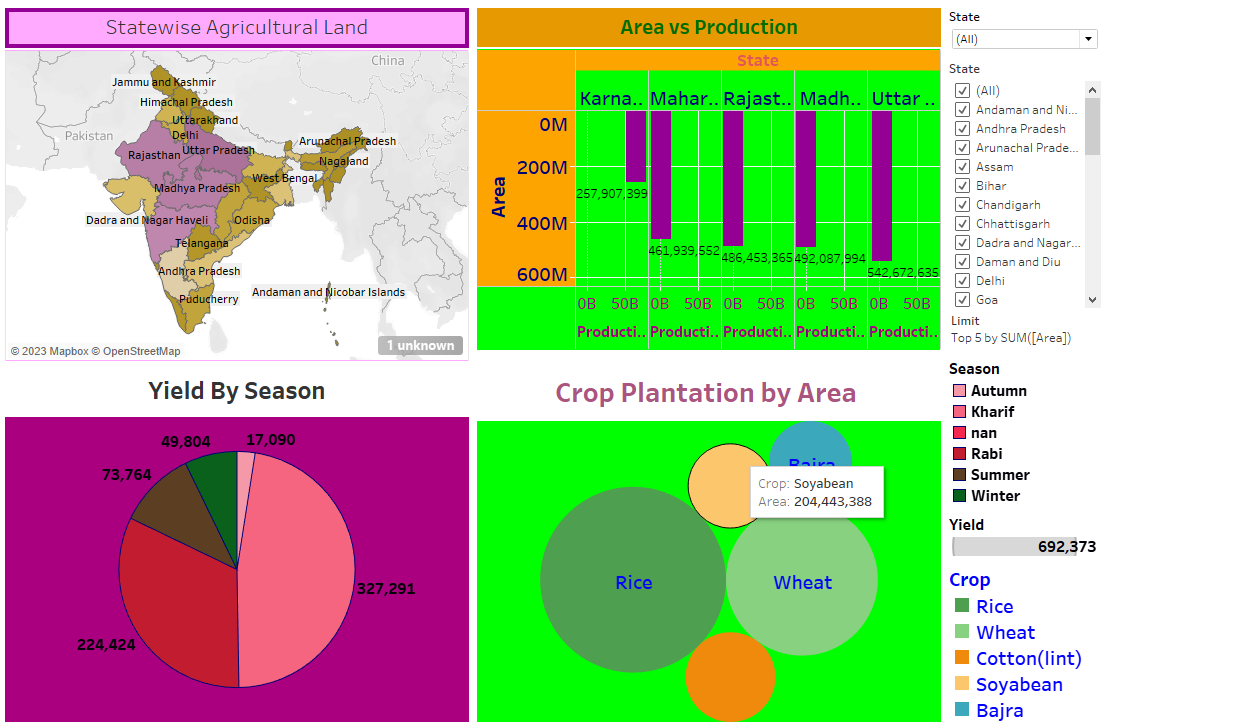 Statewise Agricultural Land
China
Jammu and Kashmir
Himachal Pradesh
Uttarakhand
Pakistan
Delhi
Arunachal Pradesh
Rajasthan
Uttar Pradesh
Nagaland
West Bengal
Madhya Pradesh
Dadra and Nagar Haveli
Odisha
Telangana
Andhra Pradesh
Puducherry
Andaman and Nicobar Islands
© 2023 Mapbox © OpenStreetMap
1 unknown
Area vs Production
State
Karna.. Mahar.. Rajast.. Madh.. Uttar ..
Area
0M
200M
400M
600M
257,907,399
461,939,552
486,453,365
492,087,994
542,672,635
0B 50B 0B 50B 0B 50B 0B 50B 0B 50B
Producti.. Producti.. Producti.. Producti.. Producti..
State
(All)
State
(All)
Andaman and Ni...
Andhra Pradesh
Arunachal Prade...
Assam
Bihar
Chandigarh
Chhattisgarh
Dadra and Nagar...
Daman and Diu
Delhi
Goa
Limit
Top 5 by SUM([Area])
Yield By Season
49,804
17,090
73,764
327,291
224,424
Crop Plantation by Area
Bajra
Crop: Soyabean
Area: 204,443,388
Rice
Wheat
Season
Autumn
Kharif
nan
Rabi
Summer
Winter
Yield
692,373
Crop
Rice
Wheat
Cotton(lint)
Soyabean
Bajra